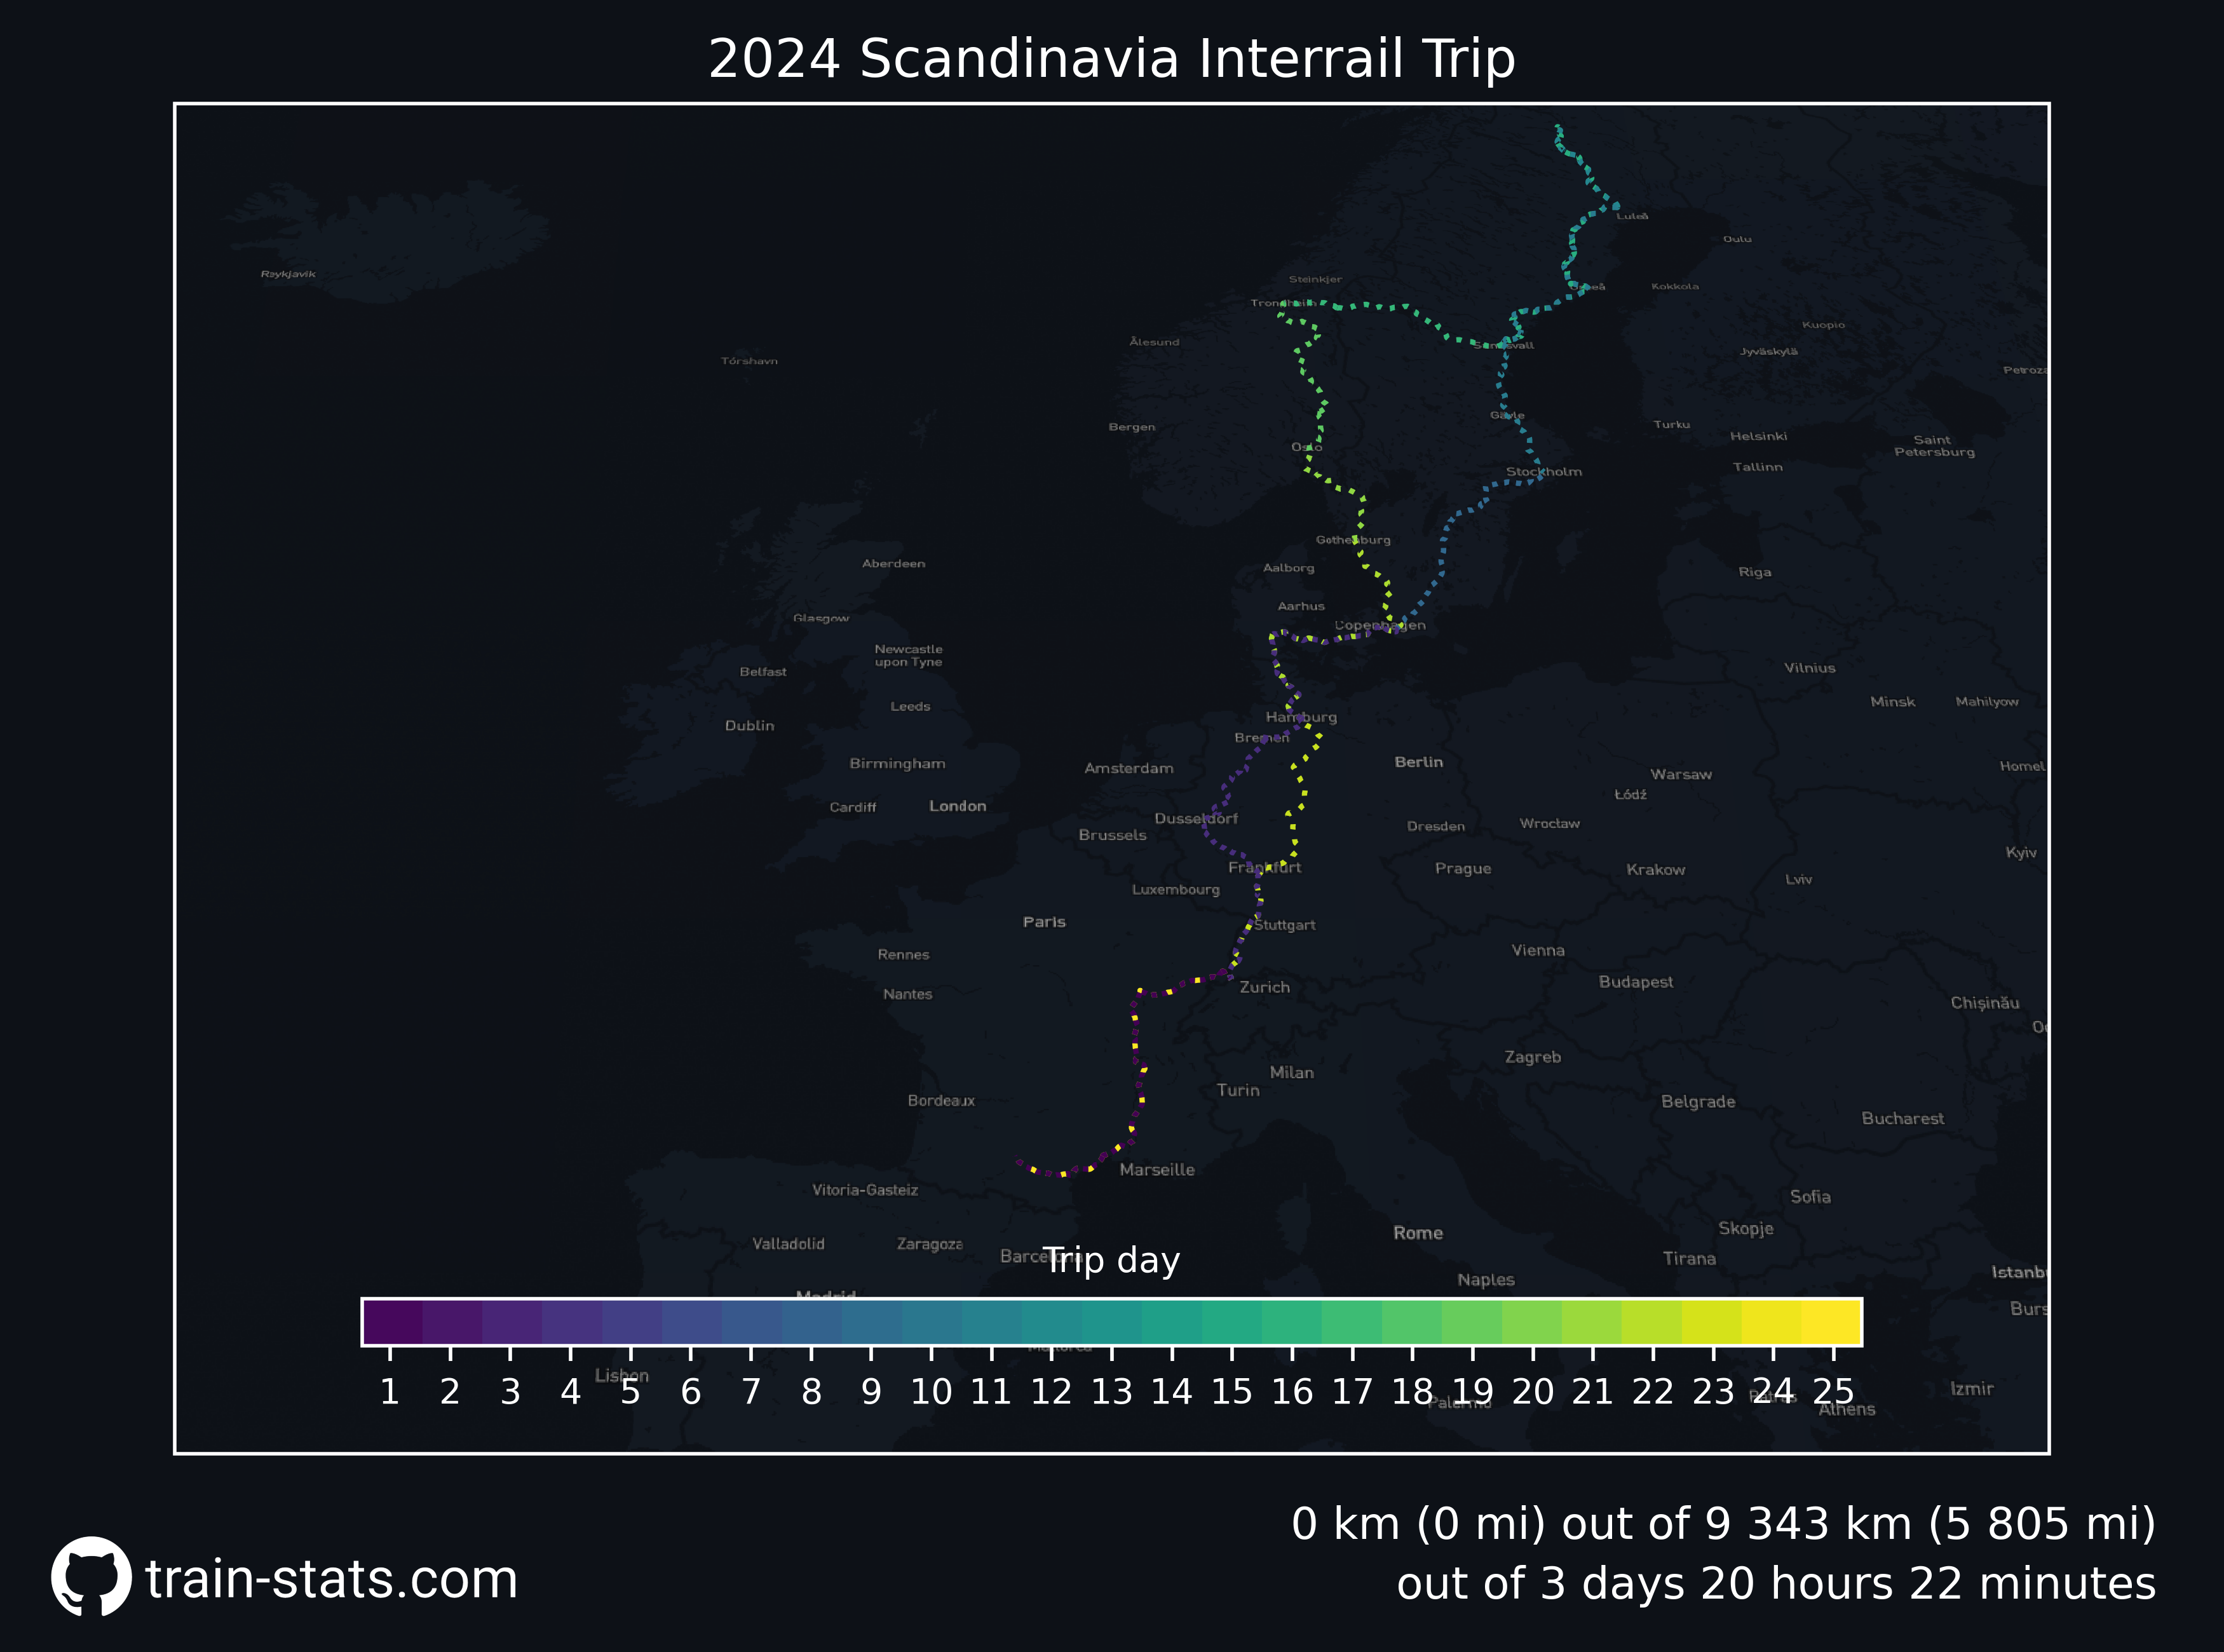 2024 Scandinavia Interrail Trip
Luleå
Oulu
Reykjavik
Steinkjer
Umeå
Kokkola
Trondheim
Kuopio
Ålesund
Sundsvall
Jyväskylä
Tórshavn
Petroza
Gävle
Bergen
Turku
Helsinki
Saint
Petersburg
Oslo
Tallinn
Stockholm
Gothenburg
Aberdeen
Aalborg
Riga
Aarhus
Glasgow
Copenhagen
Newcastle
upon Tyne
Belfast
Vilnius
Minsk
Mahilyow
Leeds
Dublin
Hamburg
Bremen
Birmingham
Amsterdam
Berlin
Warsaw
Homel
Łódź
Cardiff
London
Dusseldorf
Brussels
Dresden
Wrocław
Kyiv
Frankfurt
Prague
Krakow
Lviv
Luxembourg
Paris
Stuttgart
Rennes
Vienna
Nantes
Zurich
Budapest
Chișinău
Od
Zagreb
Milan
Turin
Bordeaux
Belgrade
Bucharest
Marseille
Vitoria-Gasteiz
Sofia
Skopje
Rome
Valladolid
Zaragoza
Barcelona
Tirana
Trip day
Istanbu
Naples
Madrid
Burs
Mallorca
Lisbon
Izmir
Palermo
Patras
Athens
1 2 3 4 5 6 7 8 9 10 11 12 13 14 15 16 17 18 19 20 21 22 23 24 25
0 km (0 mi) out of 9 343 km (5 805 mi)
out of 3 days 20 hours 22 minutes
train-stats.com